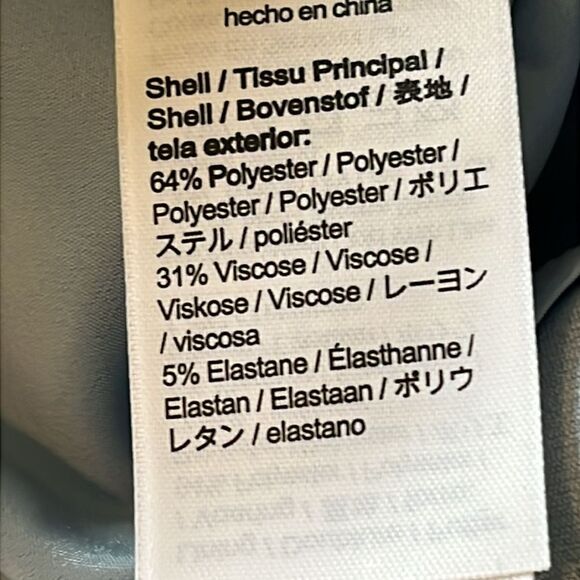 hecho en china
Shell / Tissu Principal /
Shell / Bovenstof / 表地 /
tela exterior:
64% Polyester / Polyester /
Polyester / Polyester / ポリエ
ステル / poliéster
31% Viscose / Viscose /
Viskose / Viscose / レーヨン
/ viscosa
5% Elastane / Élasthanne /
Elastan / Elastaan / ポリウ
レタン / elastano